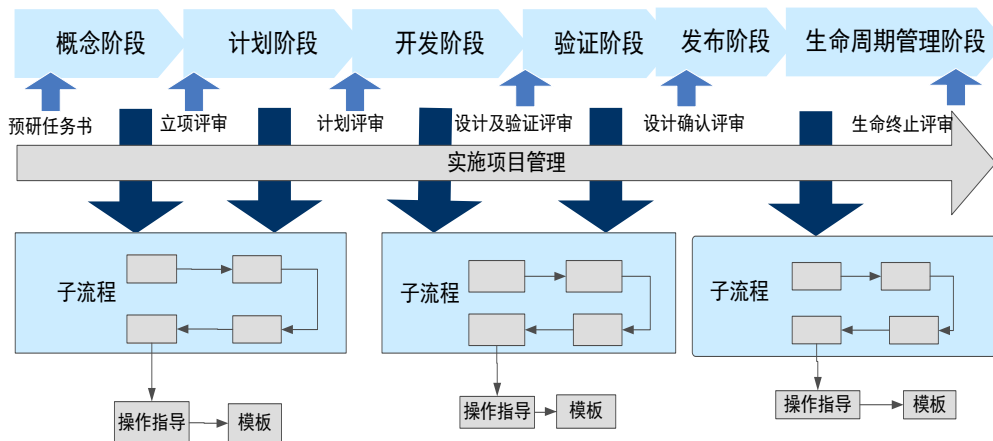 概念阶段
计划阶段
开发阶段
验证阶段
发布阶段
生命周期管理阶段
预研任务书
立项评审
计划评审
设计及验证评审
设计确认评审
生命终止评审
实施项目管理
子流程
子流程
子流程
操作指导
模板
操作指导
模板
操作指导
模板